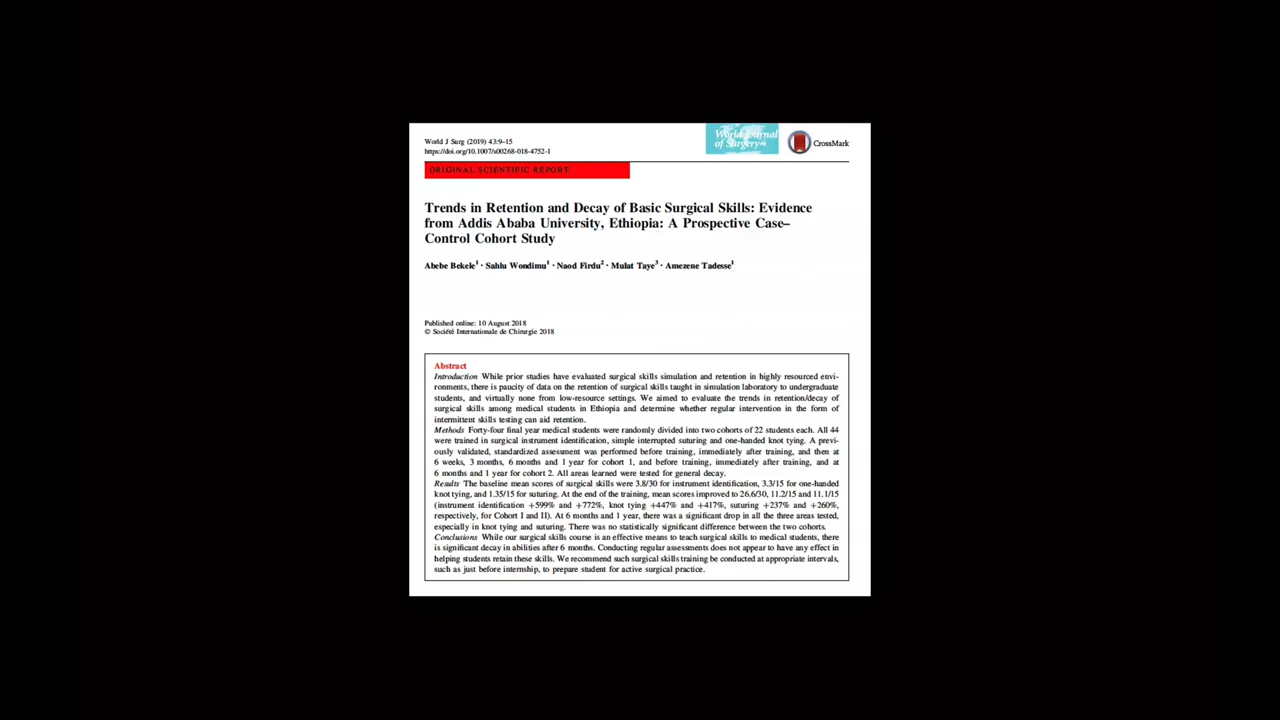 World J Surg (2019) 43:9–15
https://doi.org/10.1007/s00268-018-4752-1
World Journal
of Surgery
CrossMark
ORIGINAL SCIENTIFIC REPORT
Trends in Retention and Decay of Basic Surgical Skills: Evidence
from Addis Ababa University, Ethiopia: A Prospective Case–
Control Cohort Study
Abebe Bekele1 · Sahlu Wondimu1 · Naod Firdu2 · Mulat Taye3 · Amezene Tadesse1
Published online: 10 August 2018
© Société Internationale de Chirurgie 2018
Abstract
Introduction While prior studies have evaluated surgical skills simulation and retention in highly resourced envi-
ronments, there is paucity of data on the retention of surgical skills taught in simulation laboratory to undergraduate
students, and virtually none from low-resource settings. We aimed to evaluate the trends in retention/decay of
surgical skills among medical students in Ethiopia and determine whether regular intervention in the form of
intermittent skills testing can aid retention.
Methods Forty-four final year medical students were randomly divided into two cohorts of 22 students each. All 44
were trained in surgical instrument identification, simple interrupted suturing and one-handed knot tying. A previ-
ously validated, standardized assessment was performed before training, immediately after training, and then at
6 weeks, 3 months, 6 months and 1 year for cohort 1, and before training, immediately after training, and at
6 months and 1 year for cohort 2. All areas learned were tested for general decay.
Results The baseline mean scores of surgical skills were 3.8/30 for instrument identification, 3.3/15 for one-handed
knot tying, and 1.35/15 for suturing. At the end of the training, mean scores improved to 26.6/30, 11.2/15 and 11.1/15
(instrument identification +599% and +772%, knot tying +447% and +417%, suturing +237% and +260%,
respectively, for Cohort I and II). At 6 months and 1 year, there was a significant drop in all the three areas tested,
especially in knot tying and suturing. There was no statistically significant difference between the two cohorts.
Conclusions While our surgical skills course is an effective means to teach surgical skills to medical students, there
is significant decay in abilities after 6 months. Conducting regular assessments does not appear to have any effect in
helping students retain these skills. We recommend such surgical skills training be conducted at appropriate intervals,
such as just before internship, to prepare student for active surgical practice.